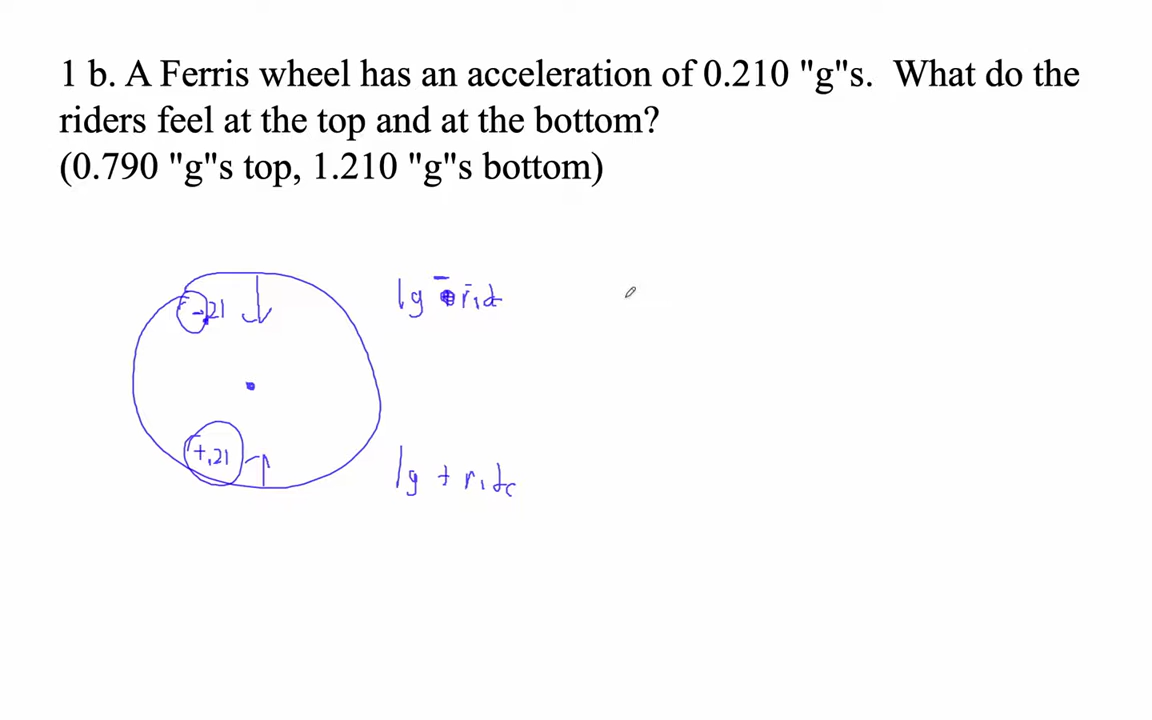 1 b. A Ferris wheel has an acceleration of 0.210 "g"s. What do the
riders feel at the top and at the bottom?
(0.790 "g"s top, 1.210 "g"s bottom)
-.21
1g - ride
+.21
1g + ride